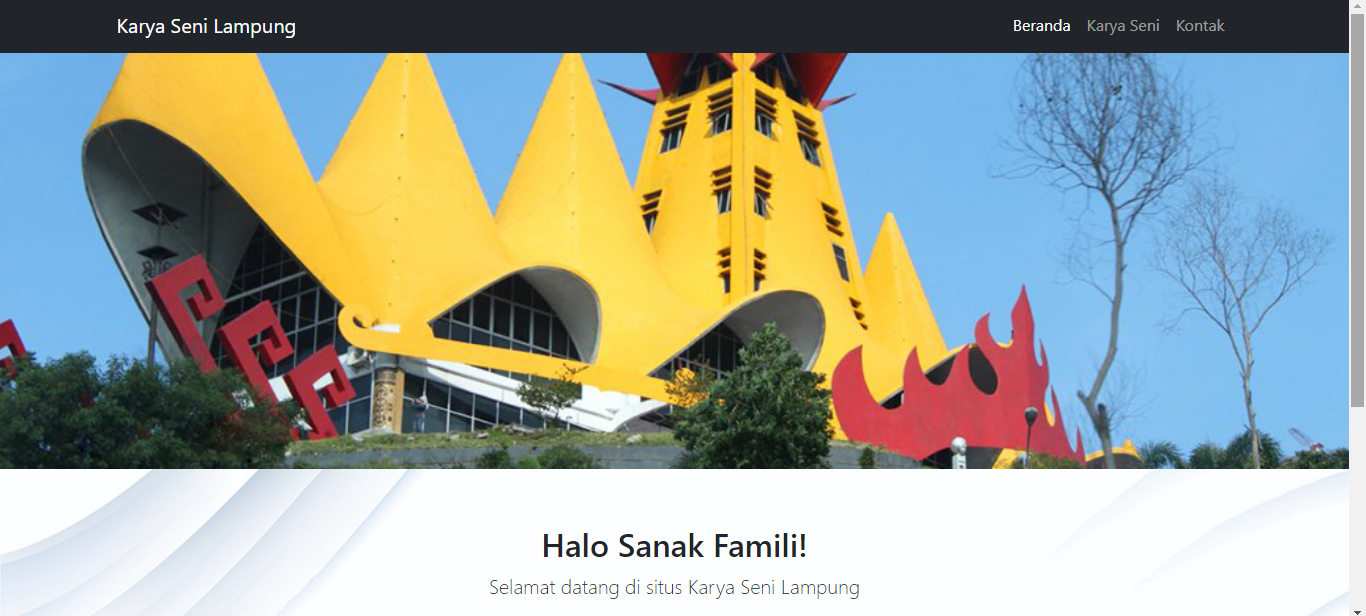 Karya Seni Lampung
Beranda Karya Seni Kontak
Halo Sanak Famili!
Selamat datang di situs Karya Seni Lampung